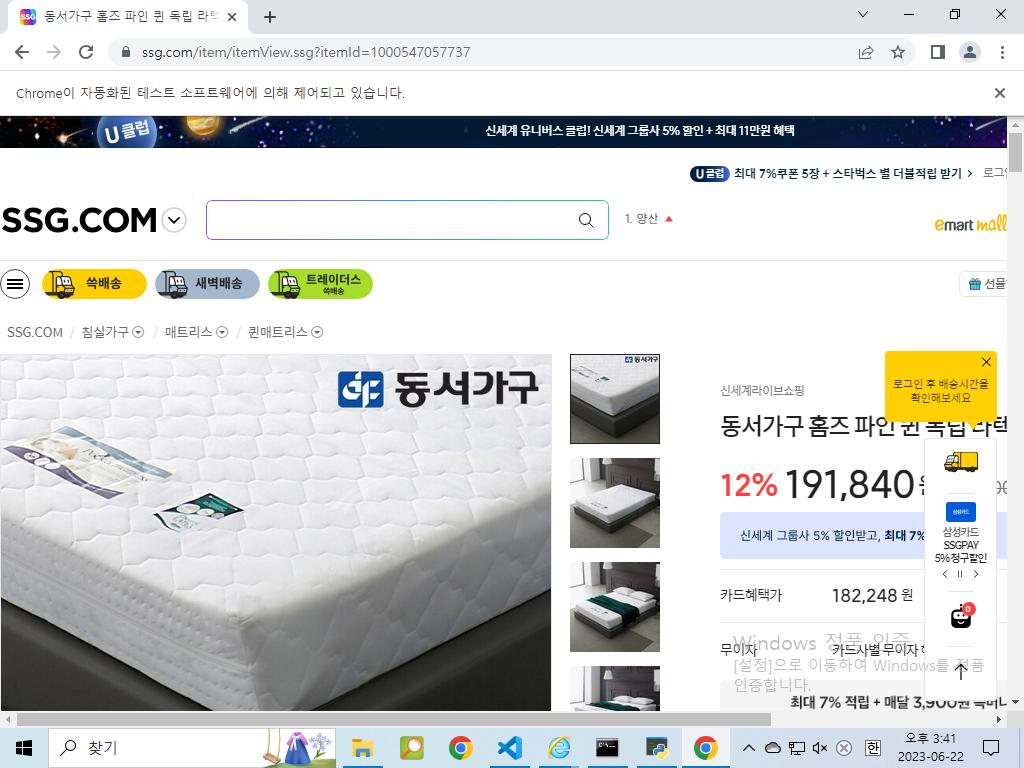 동서가구 홈즈 파인 퀸 독립 라텍
ssg.com/item/itemView.ssg?itemId=1000547057737
Chrome이 자동화된 테스트 소프트웨어에 의해 제어되고 있습니다.
U 클럽
신세계 유니버스 클럽! 신세계 그룹사 5% 할인 + 최대 11만원 혜택
U 클럽 최대 7%쿠폰 5장 + 스타벅스 별 더블적립 받기
로그인
SSG.COM
1. 양산
emart mall
쓱배송
새벽배송
트레이더스
쓱배송
선물
SSG.COM / 침실가구 / 매트리스 / 퀸매트리스
동서가구
동서가구
로그인 후 배송시간을
확인해보세요
신세계라이브쇼핑
동서가구 홈즈 파인 퀸 독립 라텍
12% 191,840원
신세계 그룹사 5% 할인받고, 최대 7%
삼성카드
삼성카드
SSGPAY
5% 청구할인
카드혜택가 182,248 원
0
무이자 카드사별 무이자
Windows 정품 인증
[설정]으로 이동하여 Windows를 정품
인증합니다.
최대 7% 적립 + 매달 3,900원
찾기
오후 3:41
한
2023-06-22